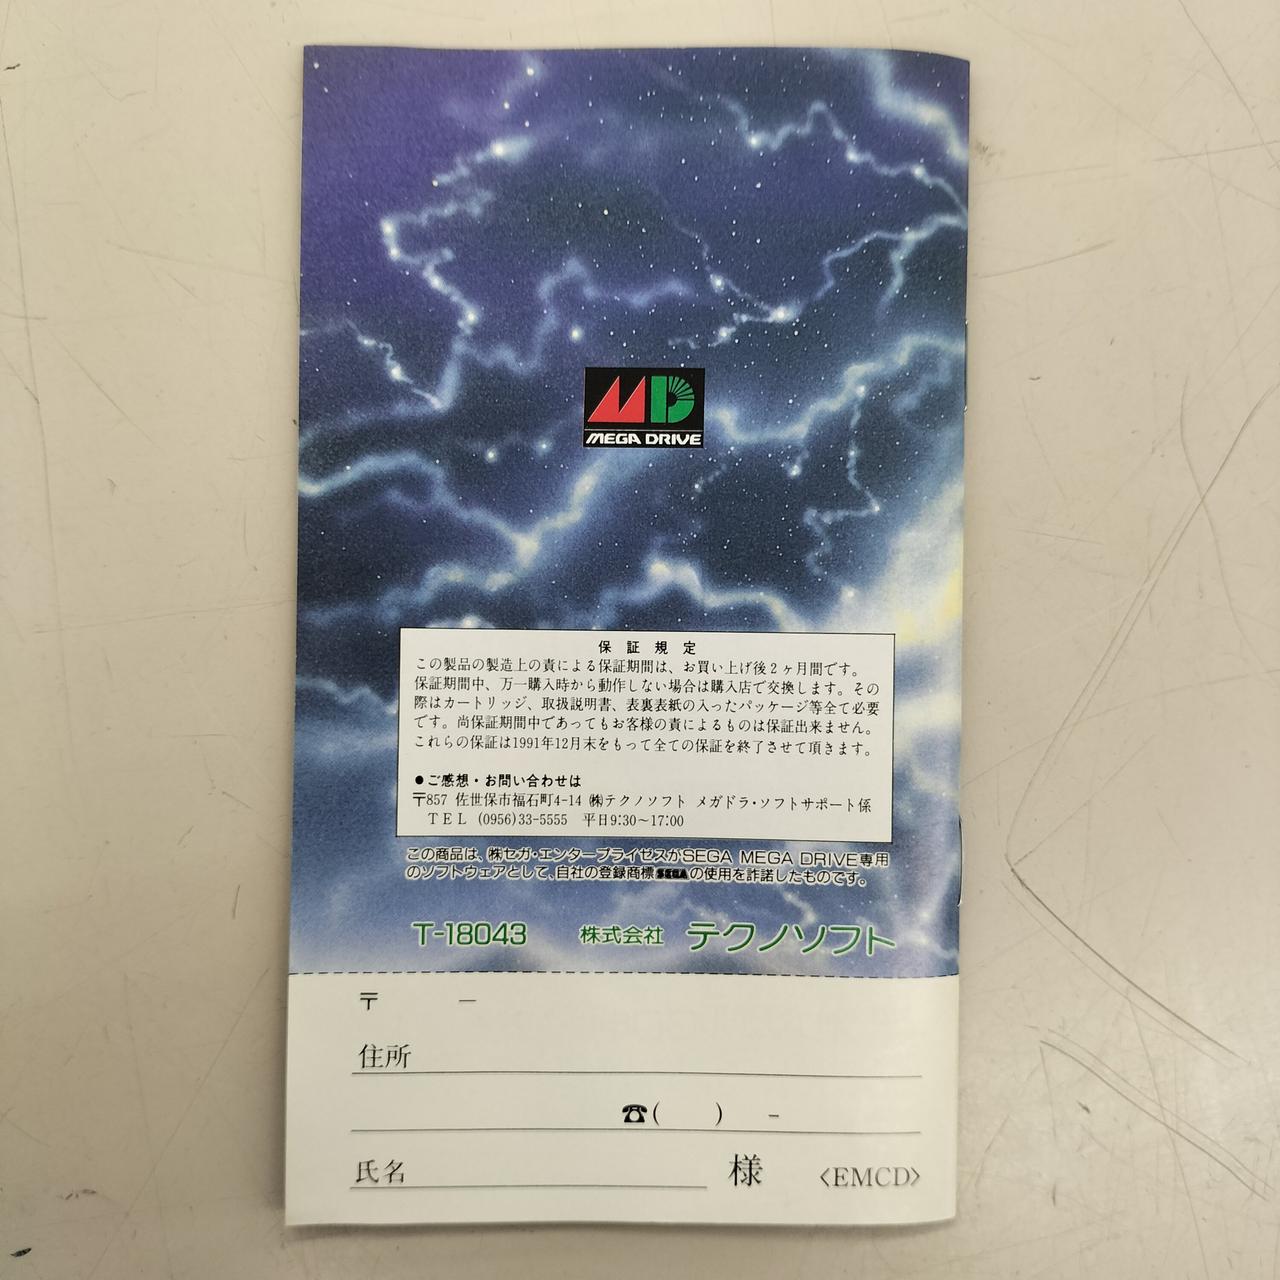 MD
MEGA DRIVE
保証規定
この製品の製造上の責による保証期間は、お買い上げ後2ヶ月間です。
保証期間中、万一購入時から動作しない場合は購入店で交換します。その
際はカートリッジ、取扱説明書、表裏表紙の入ったパッケージ等全て必要
です。尚保証期間中であってもお客様の責によるものは保証出来ません。
これらの保証は1991年12月末をもって全ての保証を終了させて頂きます。
●ご感想・お問い合わせは
〒857 佐世保市福石町4-14 ㈱テクノソフト メガドラ・ソフトサポート係
TEL (0956)33-5555 平日9:30〜17:00
この商品は、㈱セガ・エンタープライゼスがSEGA MEGA DRIVE専用
のソフトウェアとして、自社の登録商標SEGAの使用を許諾したものです。
T-18043 株式会社 テクノソフト
〒 －
住所
☎( ) -
氏名 様 〈EMCD〉